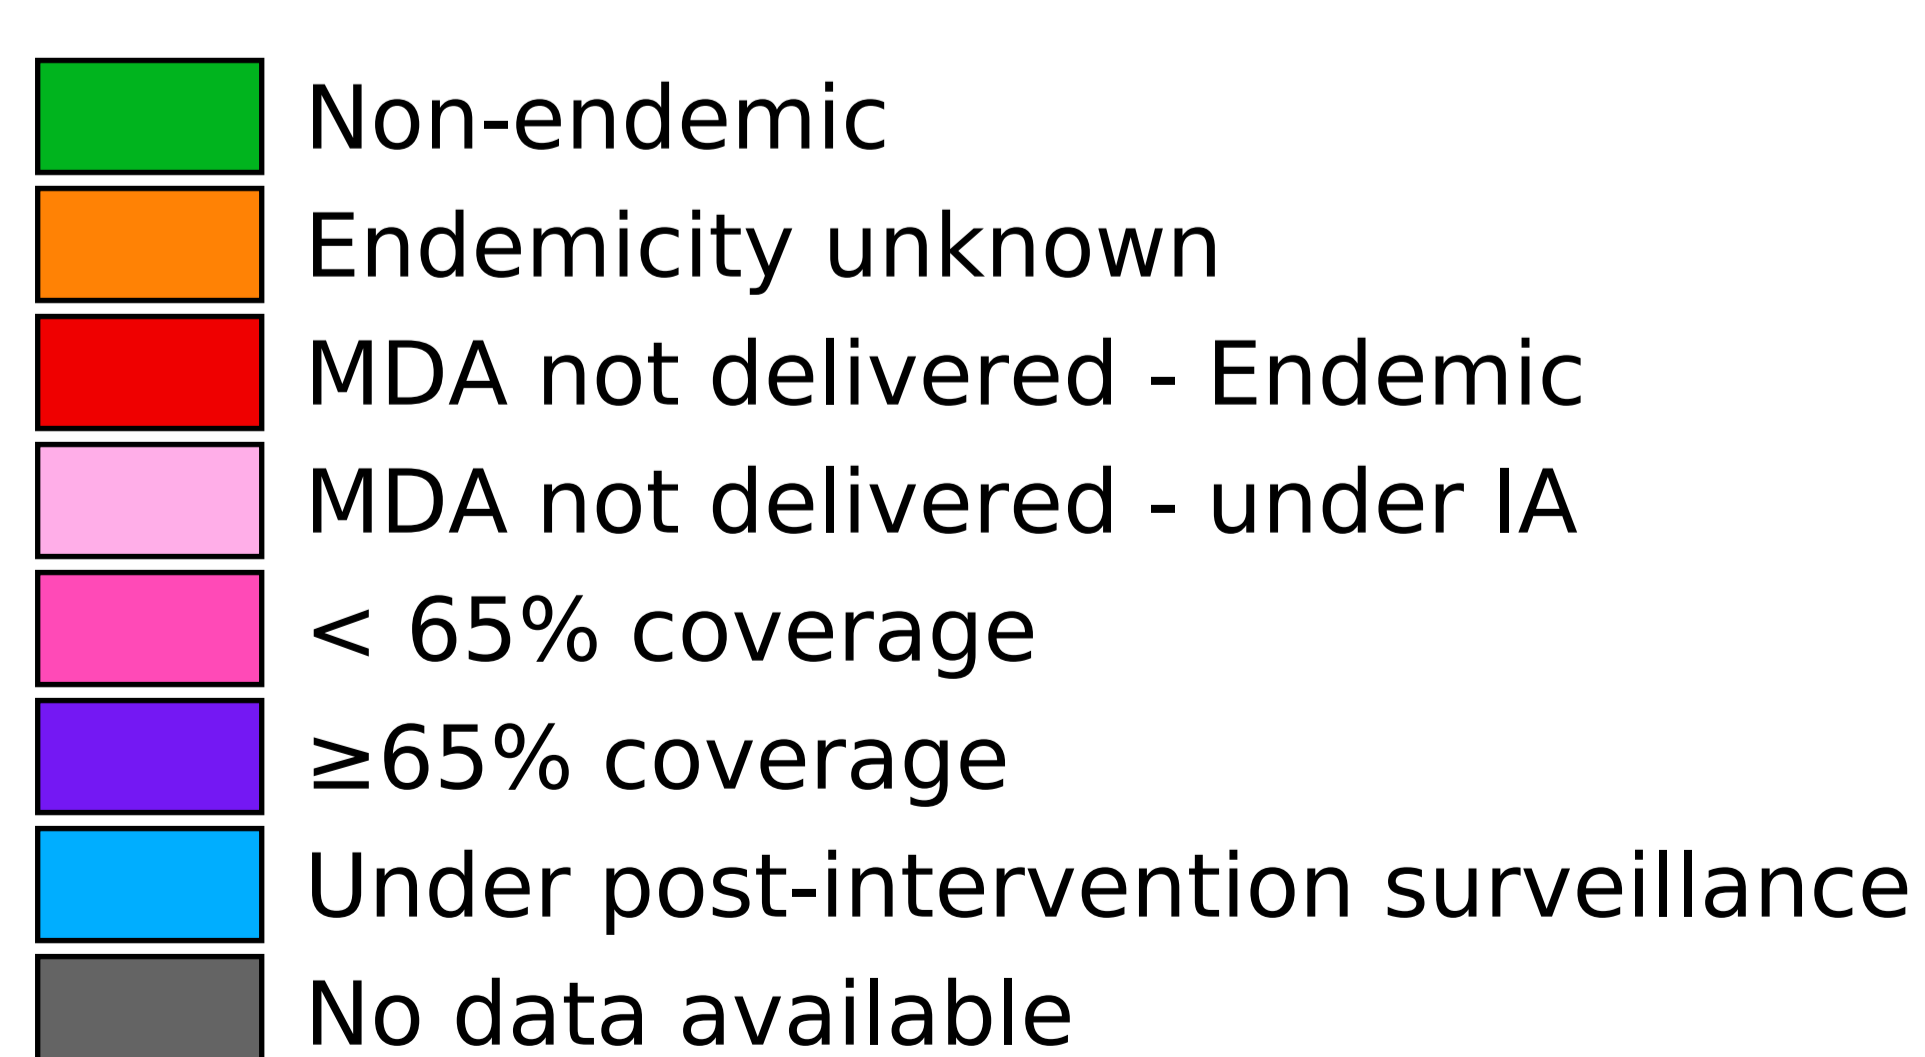 Non-endemic
Endemicity unknown
MDA not delivered - Endemic
MDA not delivered - under IA
< 65% coverage
≥65% coverage
Under post-intervention surveillance
No data available